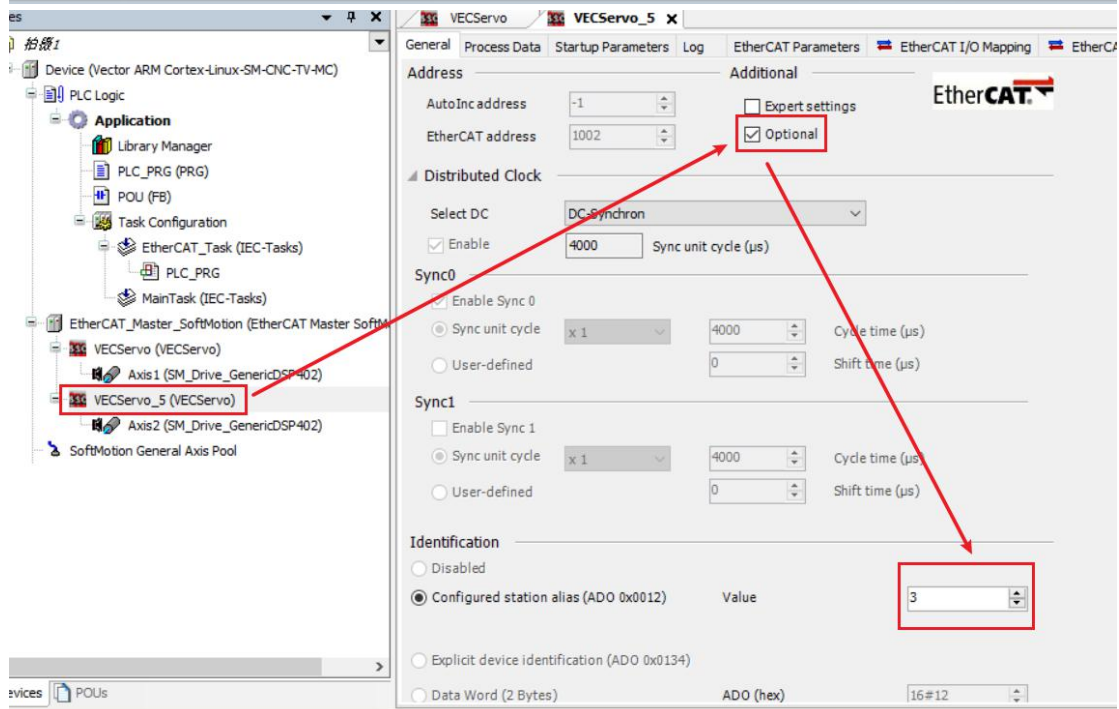 es
拍频1
Device (Vector ARM Cortex-Linux-SM-CNC-TV-MC)
PLC Logic
Application
Library Manager
PLC_PRG (PRG)
POU (FB)
Task Configuration
EtherCAT_Task (IEC-Tasks)
PLC_PRG
MainTask (IEC-Tasks)
EtherCAT_Master_SoftMotion (EtherCAT Master SoftM
VECServo (VECServo)
Axis1 (SM_Drive_GenericDSP402)
VECServo_5 (VECServo)
Axis2 (SM_Drive_GenericDSP402)
SoftMotion General Axis Pool
evices POUs
VECServo VECServo_5
General Process Data Startup Parameters Log EtherCAT Parameters EtherCAT I/O Mapping EtherCA
Address Additional
AutoInc address -1 Expert settings
EtherCAT address 1002 Optional
EtherCAT.
Distributed Clock
Select DC DC-Synchron
Enable 4000 Sync unit cycle (µs)
Sync0
Enable Sync 0
Sync unit cycle x 1 4000 Cycle time (µs)
User-defined 0 Shift time (µs)
Sync1
Enable Sync 1
Sync unit cycle x 1 4000 Cycle time (µs)
User-defined 0 Shift time (µs)
Identification
Disabled
Configured station alias (ADO 0x0012) Value 3
Explicit device identification (ADO 0x0134)
Data Word (2 Bytes) ADO (hex) 16#12